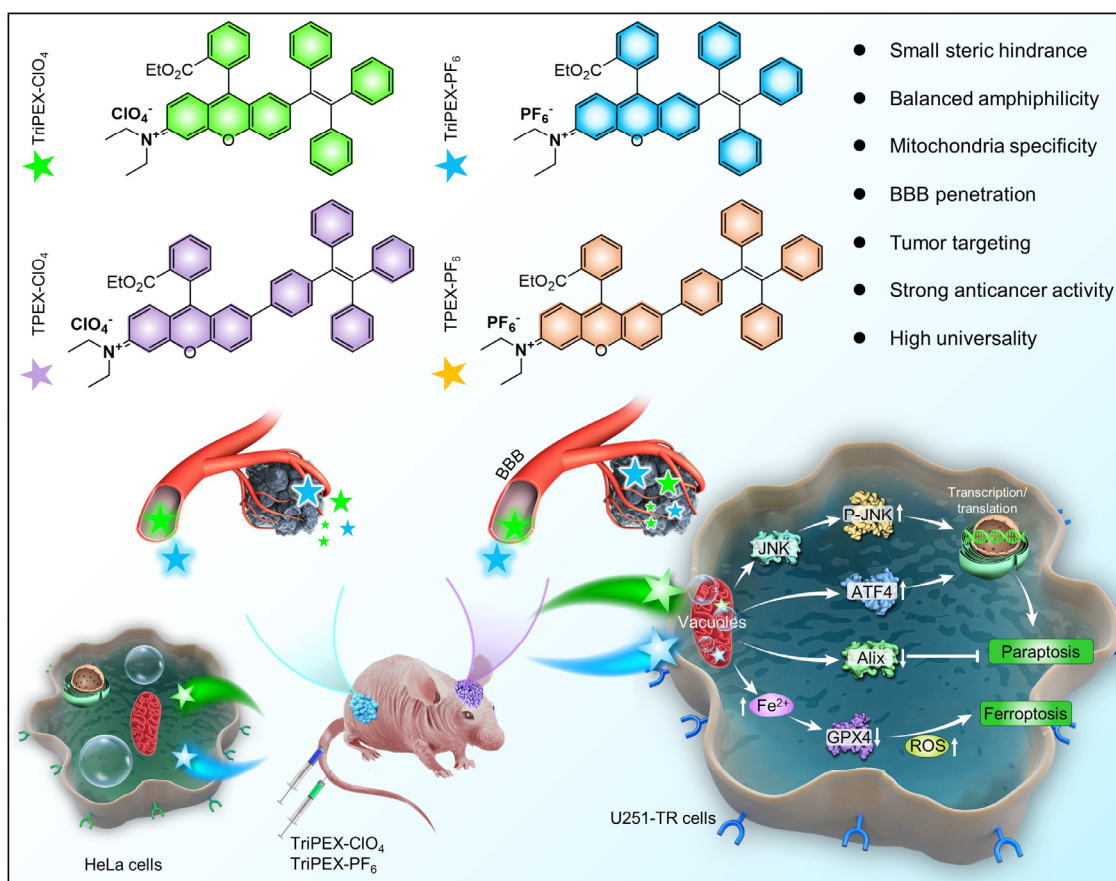 TriPEX-ClO₄
EtO₂C
ClO₄⁻
N⁺
O
TriPEX-PF₆
EtO₂C
PF₆⁻
N⁺
O
TPEX-ClO₄
EtO₂C
ClO₄⁻
N⁺
O
TPEX-PF₆
EtO₂C
PF₆⁻
N⁺
O
● Small steric hindrance
● Balanced amphiphilicity
● Mitochondria specificity
● BBB penetration
● Tumor targeting
● Strong anticancer activity
● High universality
BBB
HeLa cells
TriPEX-ClO₄
TriPEX-PF₆
U251-TR cells
Vacuoles
JNK
P-JNK ↑
Transcription/
translation
ATF4 ↑
Alix ↓
Paraptosis
↑ Fe²⁺
GPX4 ↓
ROS ↑
Ferroptosis